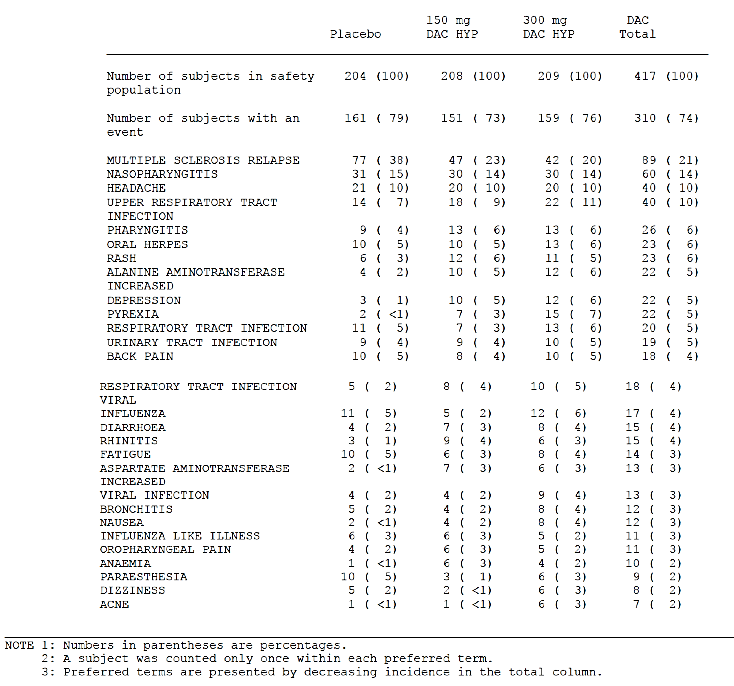 150 mg 300 mg DAC
Placebo DAC HYP DAC HYP Total
Number of subjects in safety 204 (100) 208 (100) 209 (100) 417 (100)
population
Number of subjects with an 161 ( 79) 151 ( 73) 159 ( 76) 310 ( 74)
event
MULTIPLE SCLEROSIS RELAPSE 77 ( 38) 47 ( 23) 42 ( 20) 89 ( 21)
NASOPHARYNGITIS 31 ( 15) 30 ( 14) 30 ( 14) 60 ( 14)
HEADACHE 21 ( 10) 20 ( 10) 20 ( 10) 40 ( 10)
UPPER RESPIRATORY TRACT 14 ( 7) 18 ( 9) 22 ( 11) 40 ( 10)
INFECTION
PHARYNGITIS 9 ( 4) 13 ( 6) 13 ( 6) 26 ( 6)
ORAL HERPES 10 ( 5) 10 ( 5) 13 ( 6) 23 ( 6)
RASH 6 ( 3) 12 ( 6) 11 ( 5) 23 ( 6)
ALANINE AMINOTRANSFERASE 4 ( 2) 10 ( 5) 12 ( 6) 22 ( 5)
INCREASED
DEPRESSION 3 ( 1) 10 ( 5) 12 ( 6) 22 ( 5)
PYREXIA 2 ( <1) 7 ( 3) 15 ( 7) 22 ( 5)
RESPIRATORY TRACT INFECTION 11 ( 5) 7 ( 3) 13 ( 6) 20 ( 5)
URINARY TRACT INFECTION 9 ( 4) 9 ( 4) 10 ( 5) 19 ( 5)
BACK PAIN 10 ( 5) 8 ( 4) 10 ( 5) 18 ( 4)
RESPIRATORY TRACT INFECTION 5 ( 2) 8 ( 4) 10 ( 5) 18 ( 4)
VIRAL
INFLUENZA 11 ( 5) 5 ( 2) 12 ( 6) 17 ( 4)
DIARRHOEA 4 ( 2) 7 ( 3) 8 ( 4) 15 ( 4)
RHINITIS 3 ( 1) 9 ( 4) 6 ( 3) 15 ( 4)
FATIGUE 10 ( 5) 6 ( 3) 8 ( 4) 14 ( 3)
ASPARTATE AMINOTRANSFERASE 2 ( <1) 7 ( 3) 6 ( 3) 13 ( 3)
INCREASED
VIRAL INFECTION 4 ( 2) 4 ( 2) 9 ( 4) 13 ( 3)
BRONCHITIS 5 ( 2) 4 ( 2) 8 ( 4) 12 ( 3)
NAUSEA 2 ( <1) 4 ( 2) 8 ( 4) 12 ( 3)
INFLUENZA LIKE ILLNESS 6 ( 3) 6 ( 3) 5 ( 2) 11 ( 3)
OROPHARYNGEAL PAIN 4 ( 2) 6 ( 3) 5 ( 2) 11 ( 3)
ANAEMIA 1 ( <1) 6 ( 3) 4 ( 2) 10 ( 2)
PARAESTHESIA 10 ( 5) 3 ( 1) 6 ( 3) 9 ( 2)
DIZZINESS 5 ( 2) 2 ( <1) 6 ( 3) 8 ( 2)
ACNE 1 ( <1) 1 ( <1) 6 ( 3) 7 ( 2)
NOTE 1: Numbers in parentheses are percentages.
2: A subject was counted only once within each preferred term.
3: Preferred terms are presented by decreasing incidence in the total column.